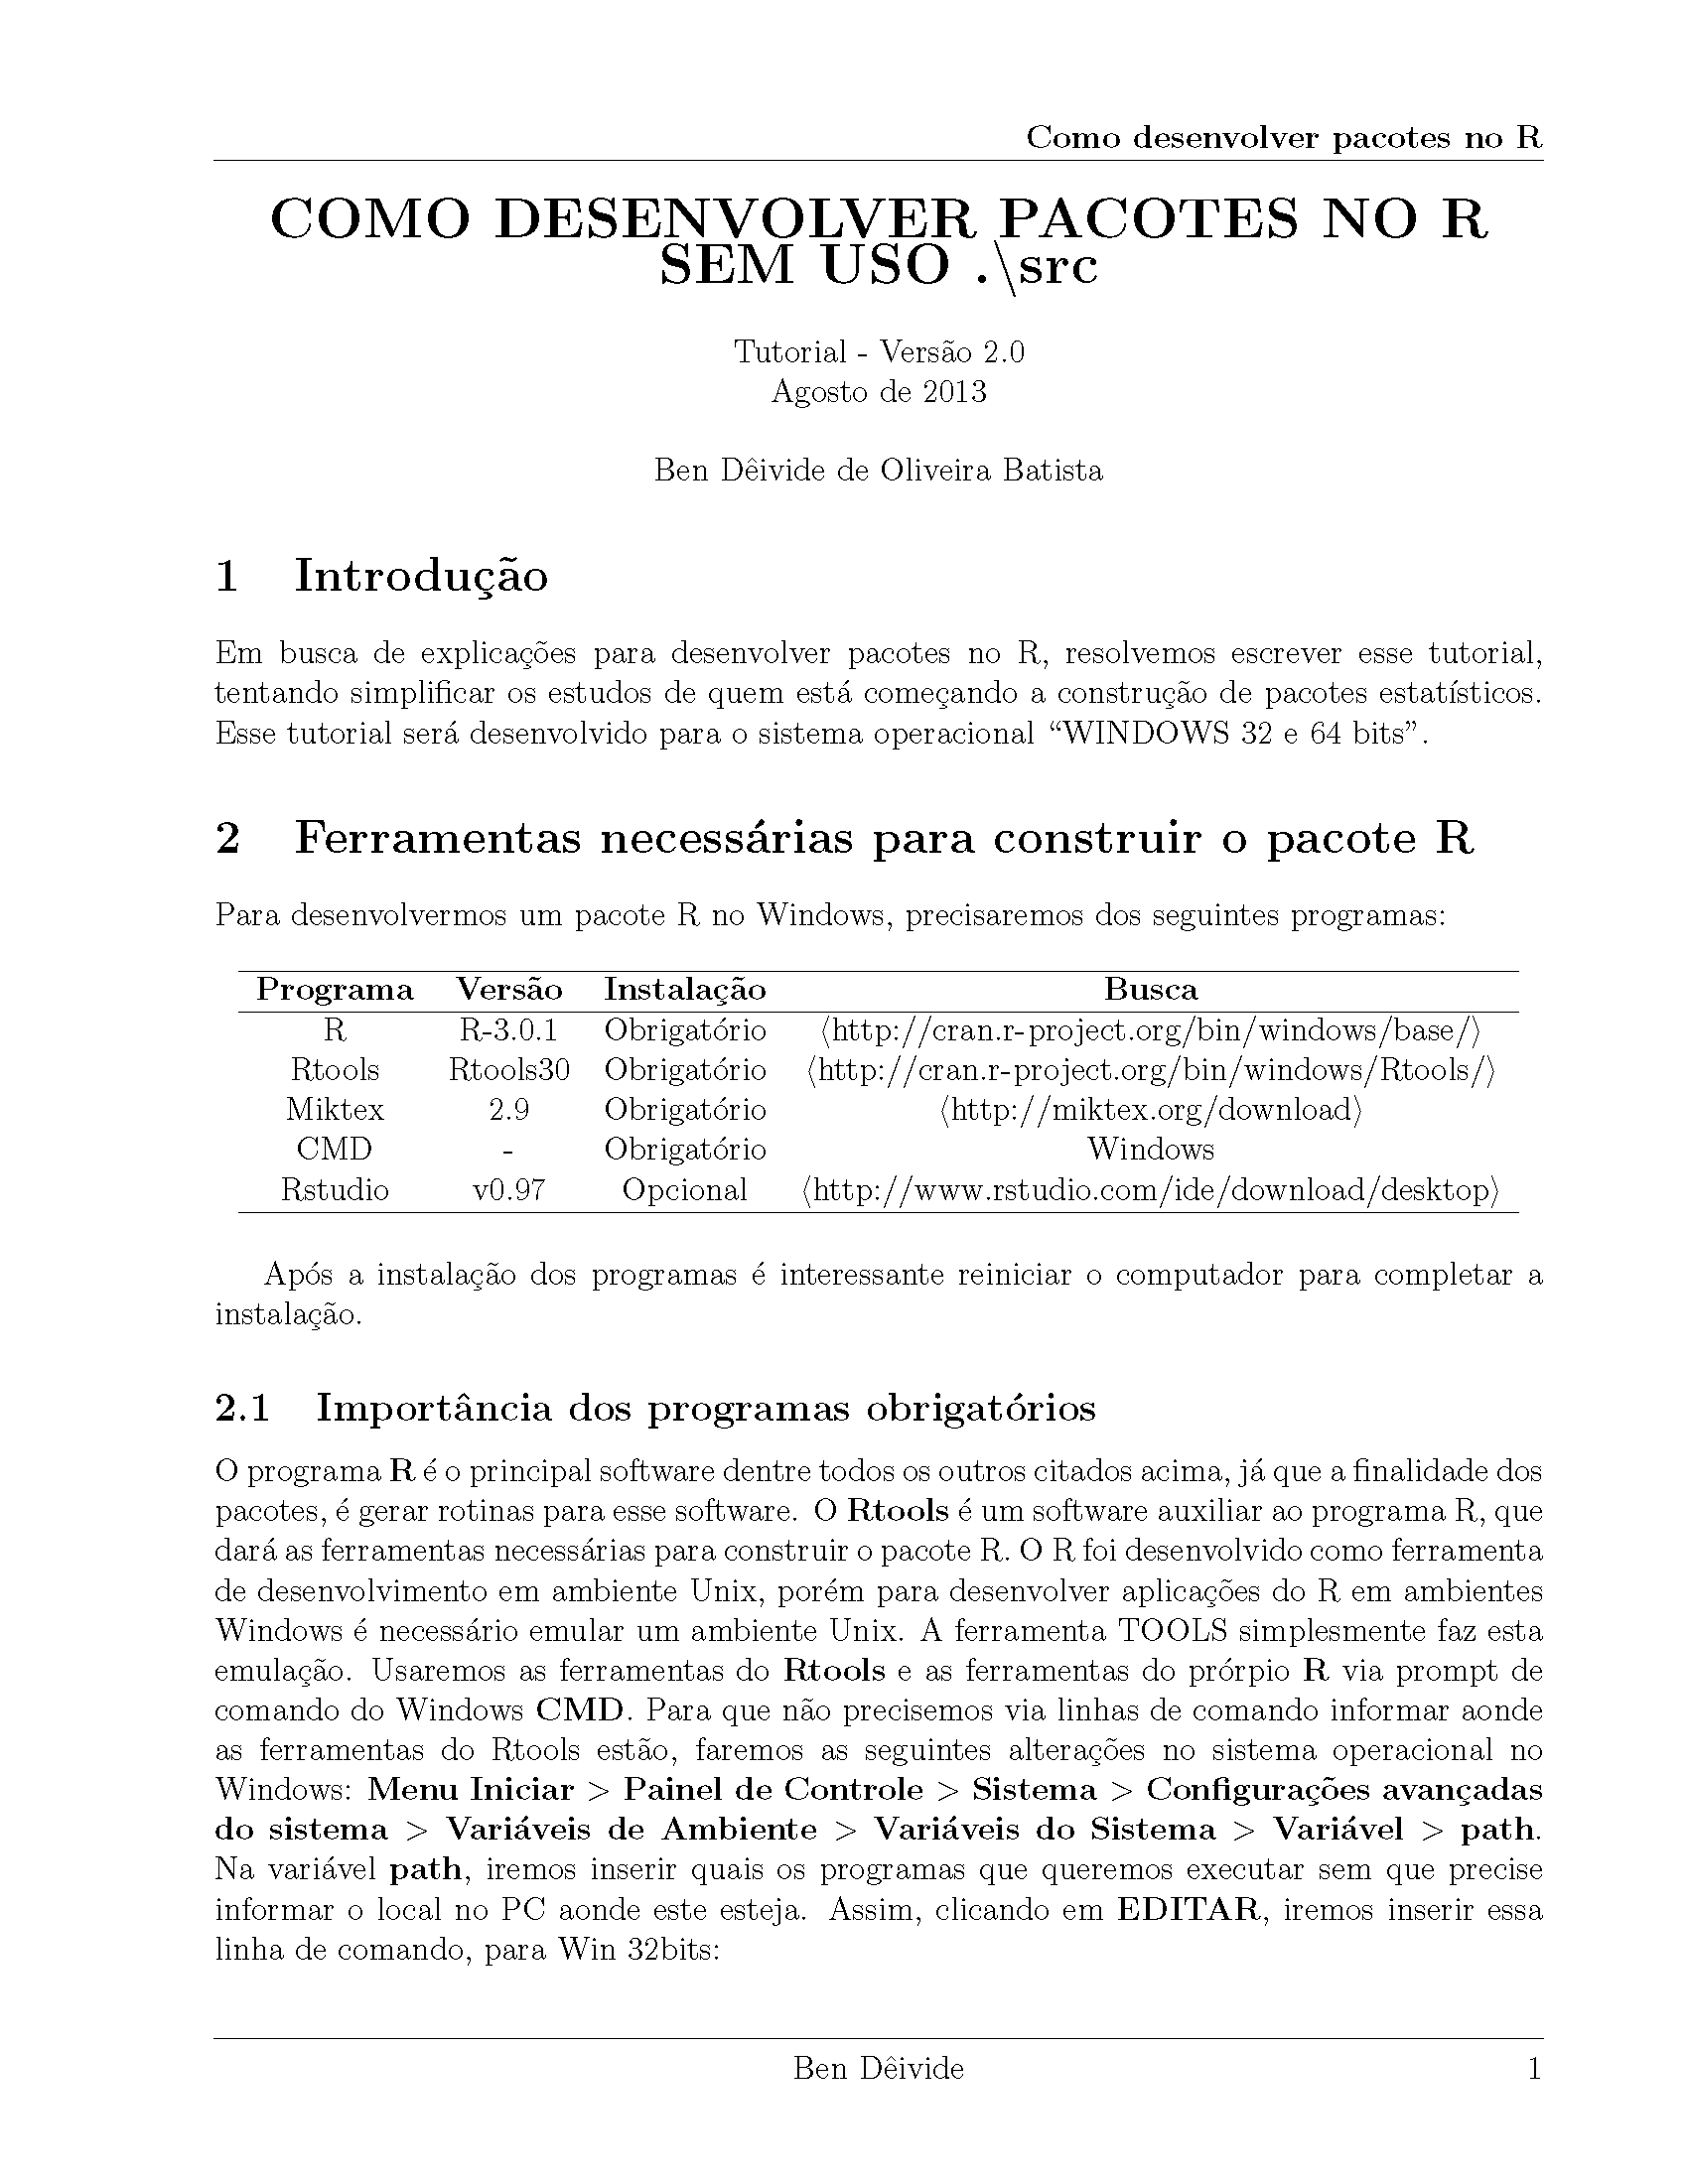 Como desenvolver pacotes no R
COMO DESENVOLVER PACOTES NO R
SEM USO .\src
Tutorial - Versão 2.0
Agosto de 2013
Ben Dêivide de Oliveira Batista
1 Introdução
Em busca de explicações para desenvolver pacotes no R, resolvemos escrever esse tutorial,
tentando simplificar os estudos de quem está começando a construção de pacotes estatísticos.
Esse tutorial será desenvolvido para o sistema operacional “WINDOWS 32 e 64 bits”.
2 Ferramentas necessárias para construir o pacote R
Para desenvolvermos um pacote R no Windows, precisaremos dos seguintes programas:
Programa Versão Instalação Busca
R R-3.0.1 Obrigatório ⟨http://cran.r-project.org/bin/windows/base/⟩
Rtools Rtools30 Obrigatório ⟨http://cran.r-project.org/bin/windows/Rtools/⟩
Miktex 2.9 Obrigatório ⟨http://miktex.org/download⟩
CMD - Obrigatório Windows
Rstudio v0.97 Opcional ⟨http://www.rstudio.com/ide/download/desktop⟩
Após a instalação dos programas é interessante reiniciar o computador para completar a
instalação.
2.1 Importância dos programas obrigatórios
O programa R é o principal software dentre todos os outros citados acima, já que a finalidade dos
pacotes, é gerar rotinas para esse software. O Rtools é um software auxiliar ao programa R, que
dará as ferramentas necessárias para construir o pacote R. O R foi desenvolvido como ferramenta
de desenvolvimento em ambiente Unix, porém para desenvolver aplicações do R em ambientes
Windows é necessário emular um ambiente Unix. A ferramenta TOOLS simplesmente faz esta
emulação. Usaremos as ferramentas do Rtools e as ferramentas do prórpio R via prompt de
comando do Windows CMD. Para que não precisemos via linhas de comando informar aonde
as ferramentas do Rtools estão, faremos as seguintes alterações no sistema operacional no
Windows: Menu Iniciar > Painel de Controle > Sistema > Configurações avançadas
do sistema > Variáveis de Ambiente > Variáveis do Sistema > Variável > path.
Na variável path, iremos inserir quais os programas que queremos executar sem que precise
informar o local no PC aonde este esteja. Assim, clicando em EDITAR, iremos inserir essa
linha de comando, para Win 32bits:
Ben Dêivide 1